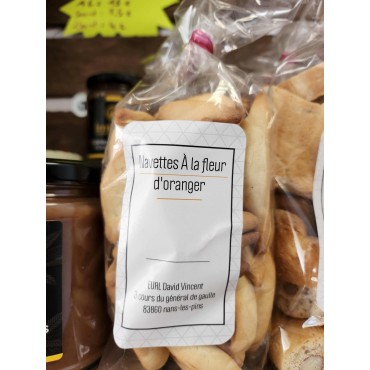 Navettes À la fleur
d'oranger
EURL David Vincent
3 cours du général de gaulle
83860 nans-les-pins